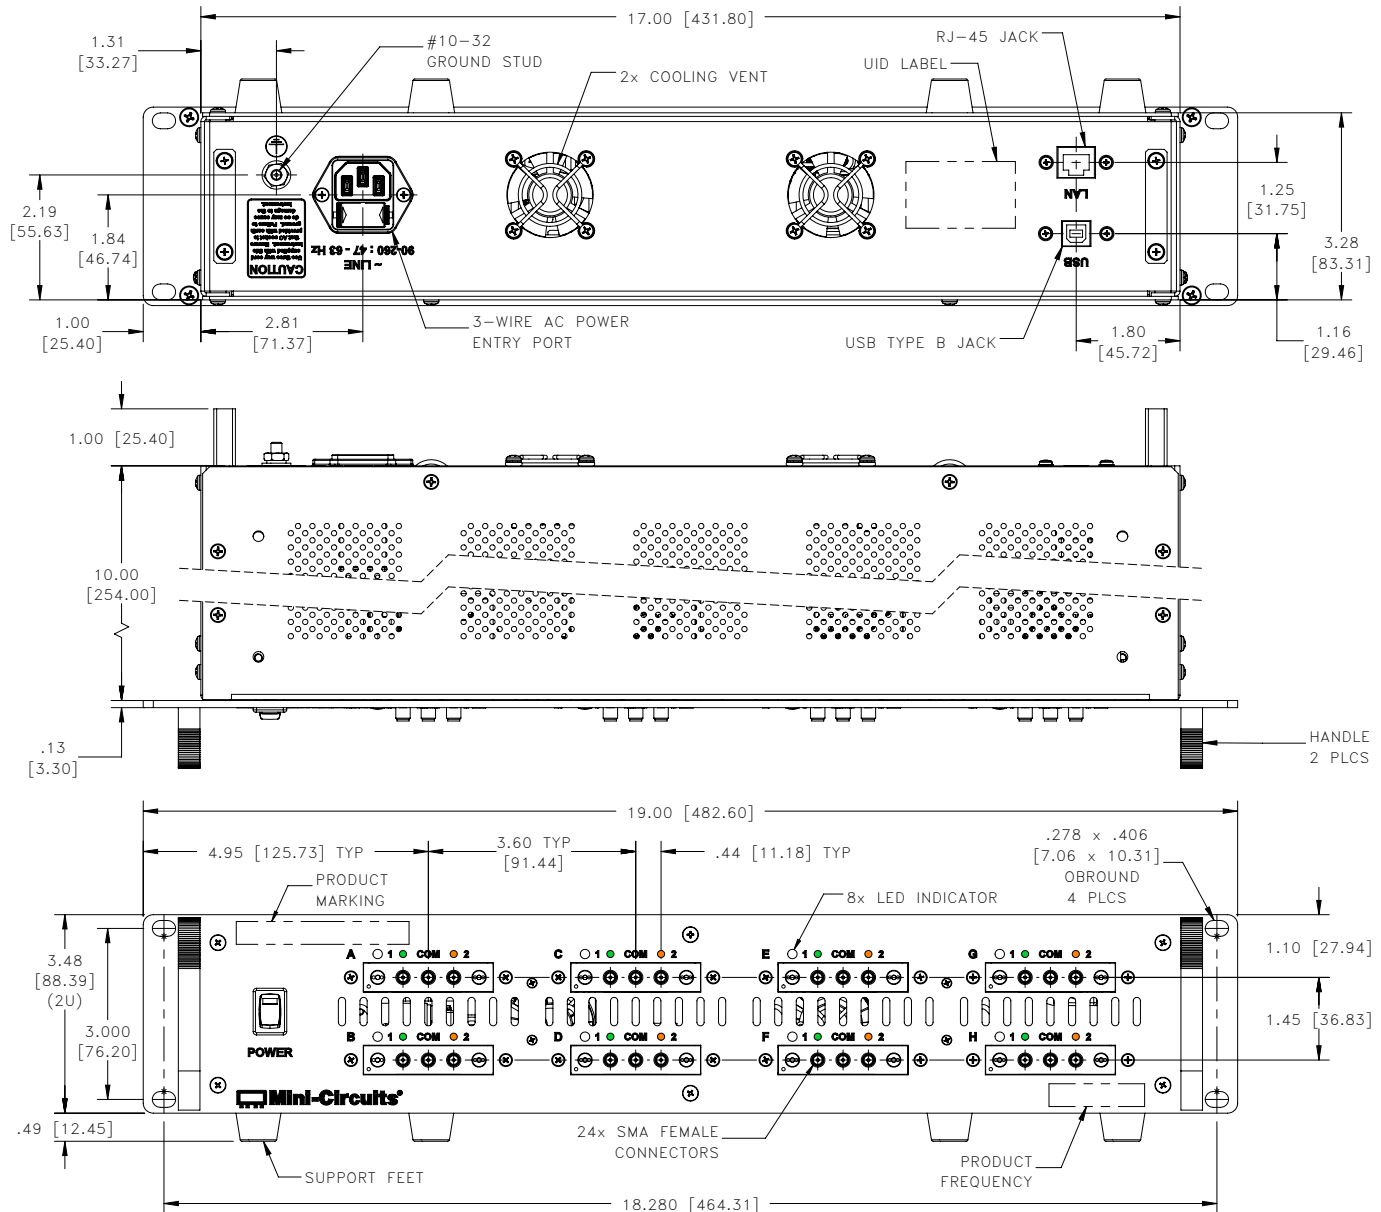 17.00 [431.80]
1.31
[33.27]
#10-32
GROUND STUD
2x COOLING VENT
UID LABEL
RJ-45 JACK
LAN
USB
CAUTION
~ LINE
90-260 : 47 - 63 Hz
2.19
[55.63]
1.84
[46.74]
1.25
[31.75]
3.28
[83.31]
1.00
[25.40]
2.81
[71.37]
3-WIRE AC POWER
ENTRY PORT
USB TYPE B JACK
1.80
[45.72]
1.16
[29.46]
1.00 [25.40]
10.00
[254.00]
.13
[3.30]
HANDLE
2 PLCS
19.00 [482.60]
4.95 [125.73] TYP
3.60 TYP
[91.44]
.44 [11.18] TYP
.278 x .406
[7.06 x 10.31]
OBROUND
4 PLCS
PRODUCT
MARKING
8x LED INDICATOR
3.48
[88.39]
(2U)
3.000
[76.20]
1.10 [27.94]
1.45 [36.83]
A 1 COM 2
C 1 COM 2
E 1 COM 2
G 1 COM 2
B 1 COM 2
D 1 COM 2
F 1 COM 2
H 1 COM 2
POWER
Mini-Circuits®
.49 [12.45]
SUPPORT FEET
24x SMA FEMALE
CONNECTORS
PRODUCT
FREQUENCY
18.280 [464.31]